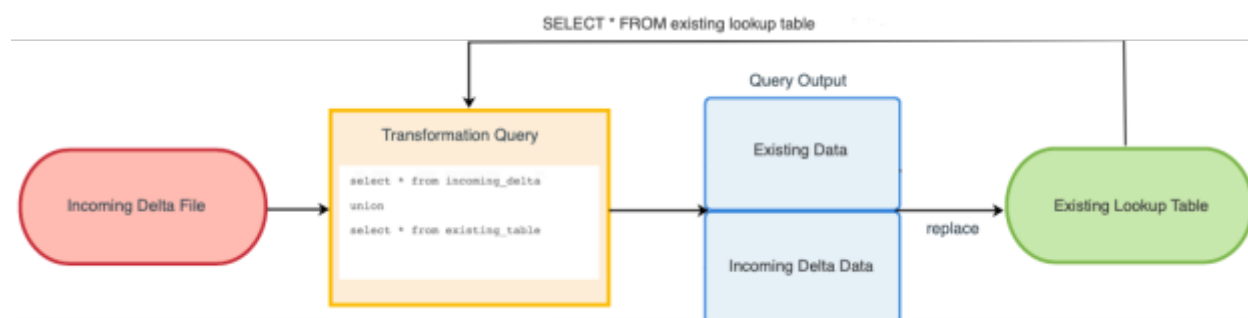 SELECT * FROM existing lookup table
Query Output
Transformation Query
select * from incoming_delta
union
select * from existing_table
Incoming Delta File
Existing Data
Incoming Delta Data
replace
Existing Lookup Table